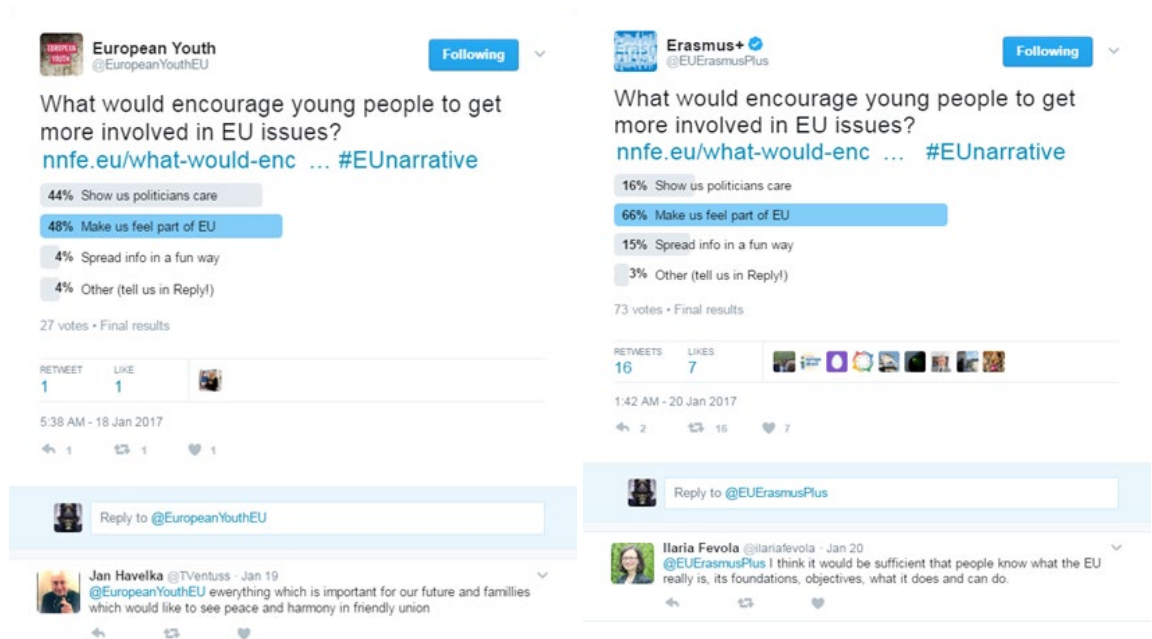 European Youth
@EuropeanYouthEU
Following
What would encourage young people to get
more involved in EU issues?
nnfe.eu/what-would-enc … #EUnarrative
44% Show us politicians care
48% Make us feel part of EU
4% Spread info in a fun way
4% Other (tell us in Reply!)
27 votes • Final results
RETWEET LIKE
1 1
5:38 AM - 18 Jan 2017
1 1 1
Reply to @EuropeanYouthEU
Jan Havelka @TVentuss · Jan 19
@EuropeanYouthEU ewerything which is important for our future and famillies
which would like to see peace and harmony in friendly union
Erasmus+
@EUErasmusPlus
Following
What would encourage young people to get
more involved in EU issues?
nnfe.eu/what-would-enc … #EUnarrative
16% Show us politicians care
66% Make us feel part of EU
15% Spread info in a fun way
3% Other (tell us in Reply!)
73 votes • Final results
RETWEETS LIKES
16 7
1:42 AM - 20 Jan 2017
2 16 7
Reply to @EUErasmusPlus
Ilaria Fevola @ilariafevola · Jan 20
@EUErasmusPlus I think it would be sufficient that people know what the EU
really is, its foundations, objectives, what it does and can do.